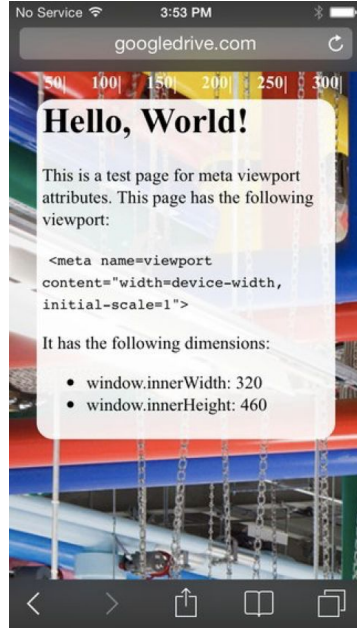 No Service 3:53 PM
googledrive.com
50| 100| 150| 200| 250| 300|
Hello, World!
This is a test page for meta viewport
attributes. This page has the following
viewport:
<meta name=viewport
content="width=device-width,
initial-scale=1">
It has the following dimensions:
• window.innerWidth: 320
• window.innerHeight: 460